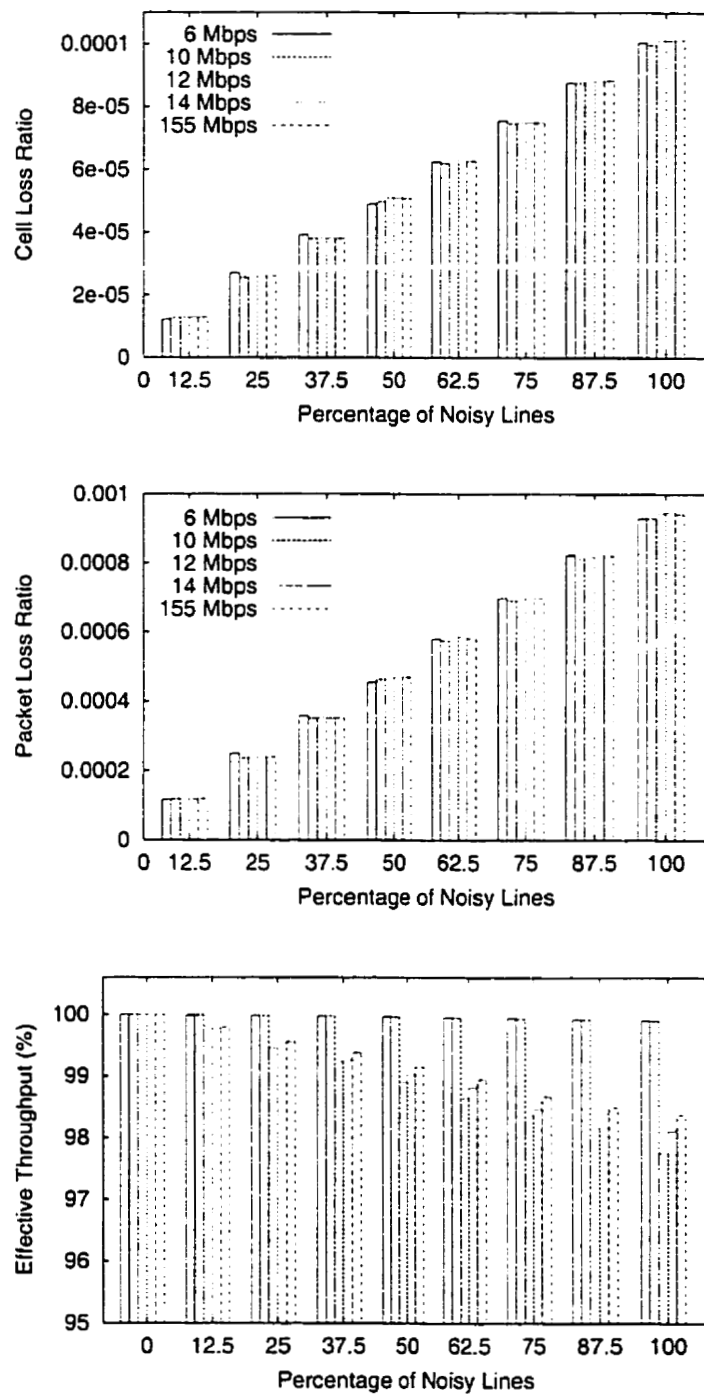 0.0001
8e-05
6e-05
4e-05
2e-05
0
Cell Loss Ratio
6 Mbps
10 Mbps
12 Mbps
14 Mbps
155 Mbps
0 12.5 25 37.5 50 62.5 75 87.5 100
Percentage of Noisy Lines
0.001
0.0008
0.0006
0.0004
0.0002
0
Packet Loss Ratio
6 Mbps
10 Mbps
12 Mbps
14 Mbps
155 Mbps
0 12.5 25 37.5 50 62.5 75 87.5 100
Percentage of Noisy Lines
100
99
98
97
96
95
Effective Throughput (%)
0 12.5 25 37.5 50 62.5 75 87.5 100
Percentage of Noisy Lines